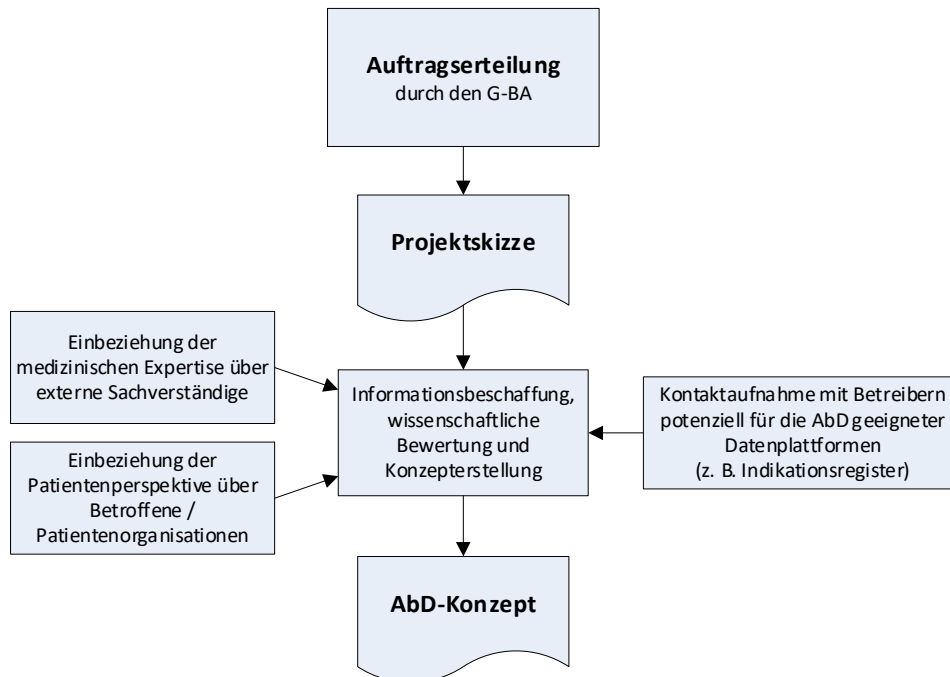 Auftragserteilung
durch den G-BA
Projektskizze
Einbeziehung der
medizinischen Expertise über
externe Sachverständige
Einbeziehung der
Patientenperspektive über
Betroffene /
Patientenorganisationen
Informationsbeschaffung,
wissenschaftliche
Bewertung und
Konzepterstellung
Kontaktaufnahme mit Betreibern
potenziell für die AbD geeigneter
Datenplattformen
(z. B. Indikationsregister)
AbD-Konzept